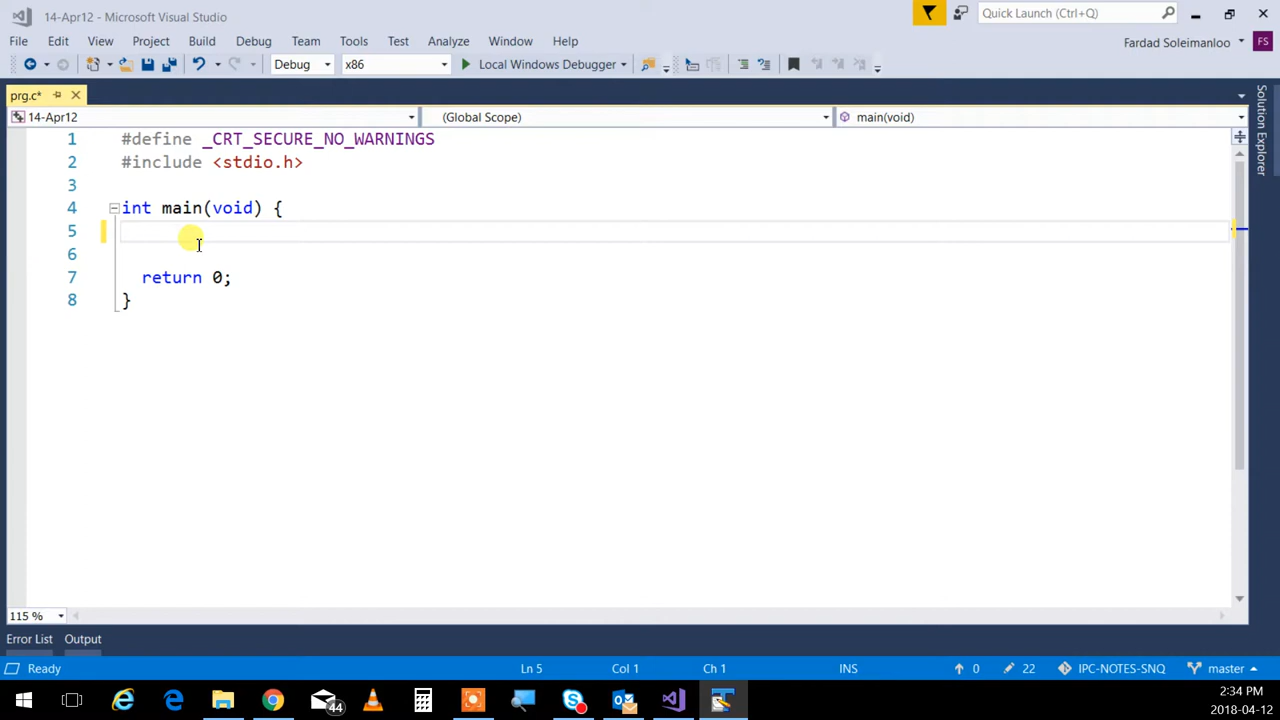 14-Apr12 - Microsoft Visual Studio
Quick Launch (Ctrl+Q)
File Edit View Project Build Debug Team Tools Test Analyze Window Help
Fardad Soleimanloo FS
Debug x86 Local Windows Debugger
prg.c*
Solution Explorer
14-Apr12 (Global Scope) main(void)
1 #define _CRT_SECURE_NO_WARNINGS
2 #include <stdio.h>
3
4 int main(void) {
5
6
7 return 0;
8 }
115 %
Error List Output
Ready Ln 5 Col 1 Ch 1 INS 0 22 IPC-NOTES-SNQ master
44
2:34 PM
2018-04-12